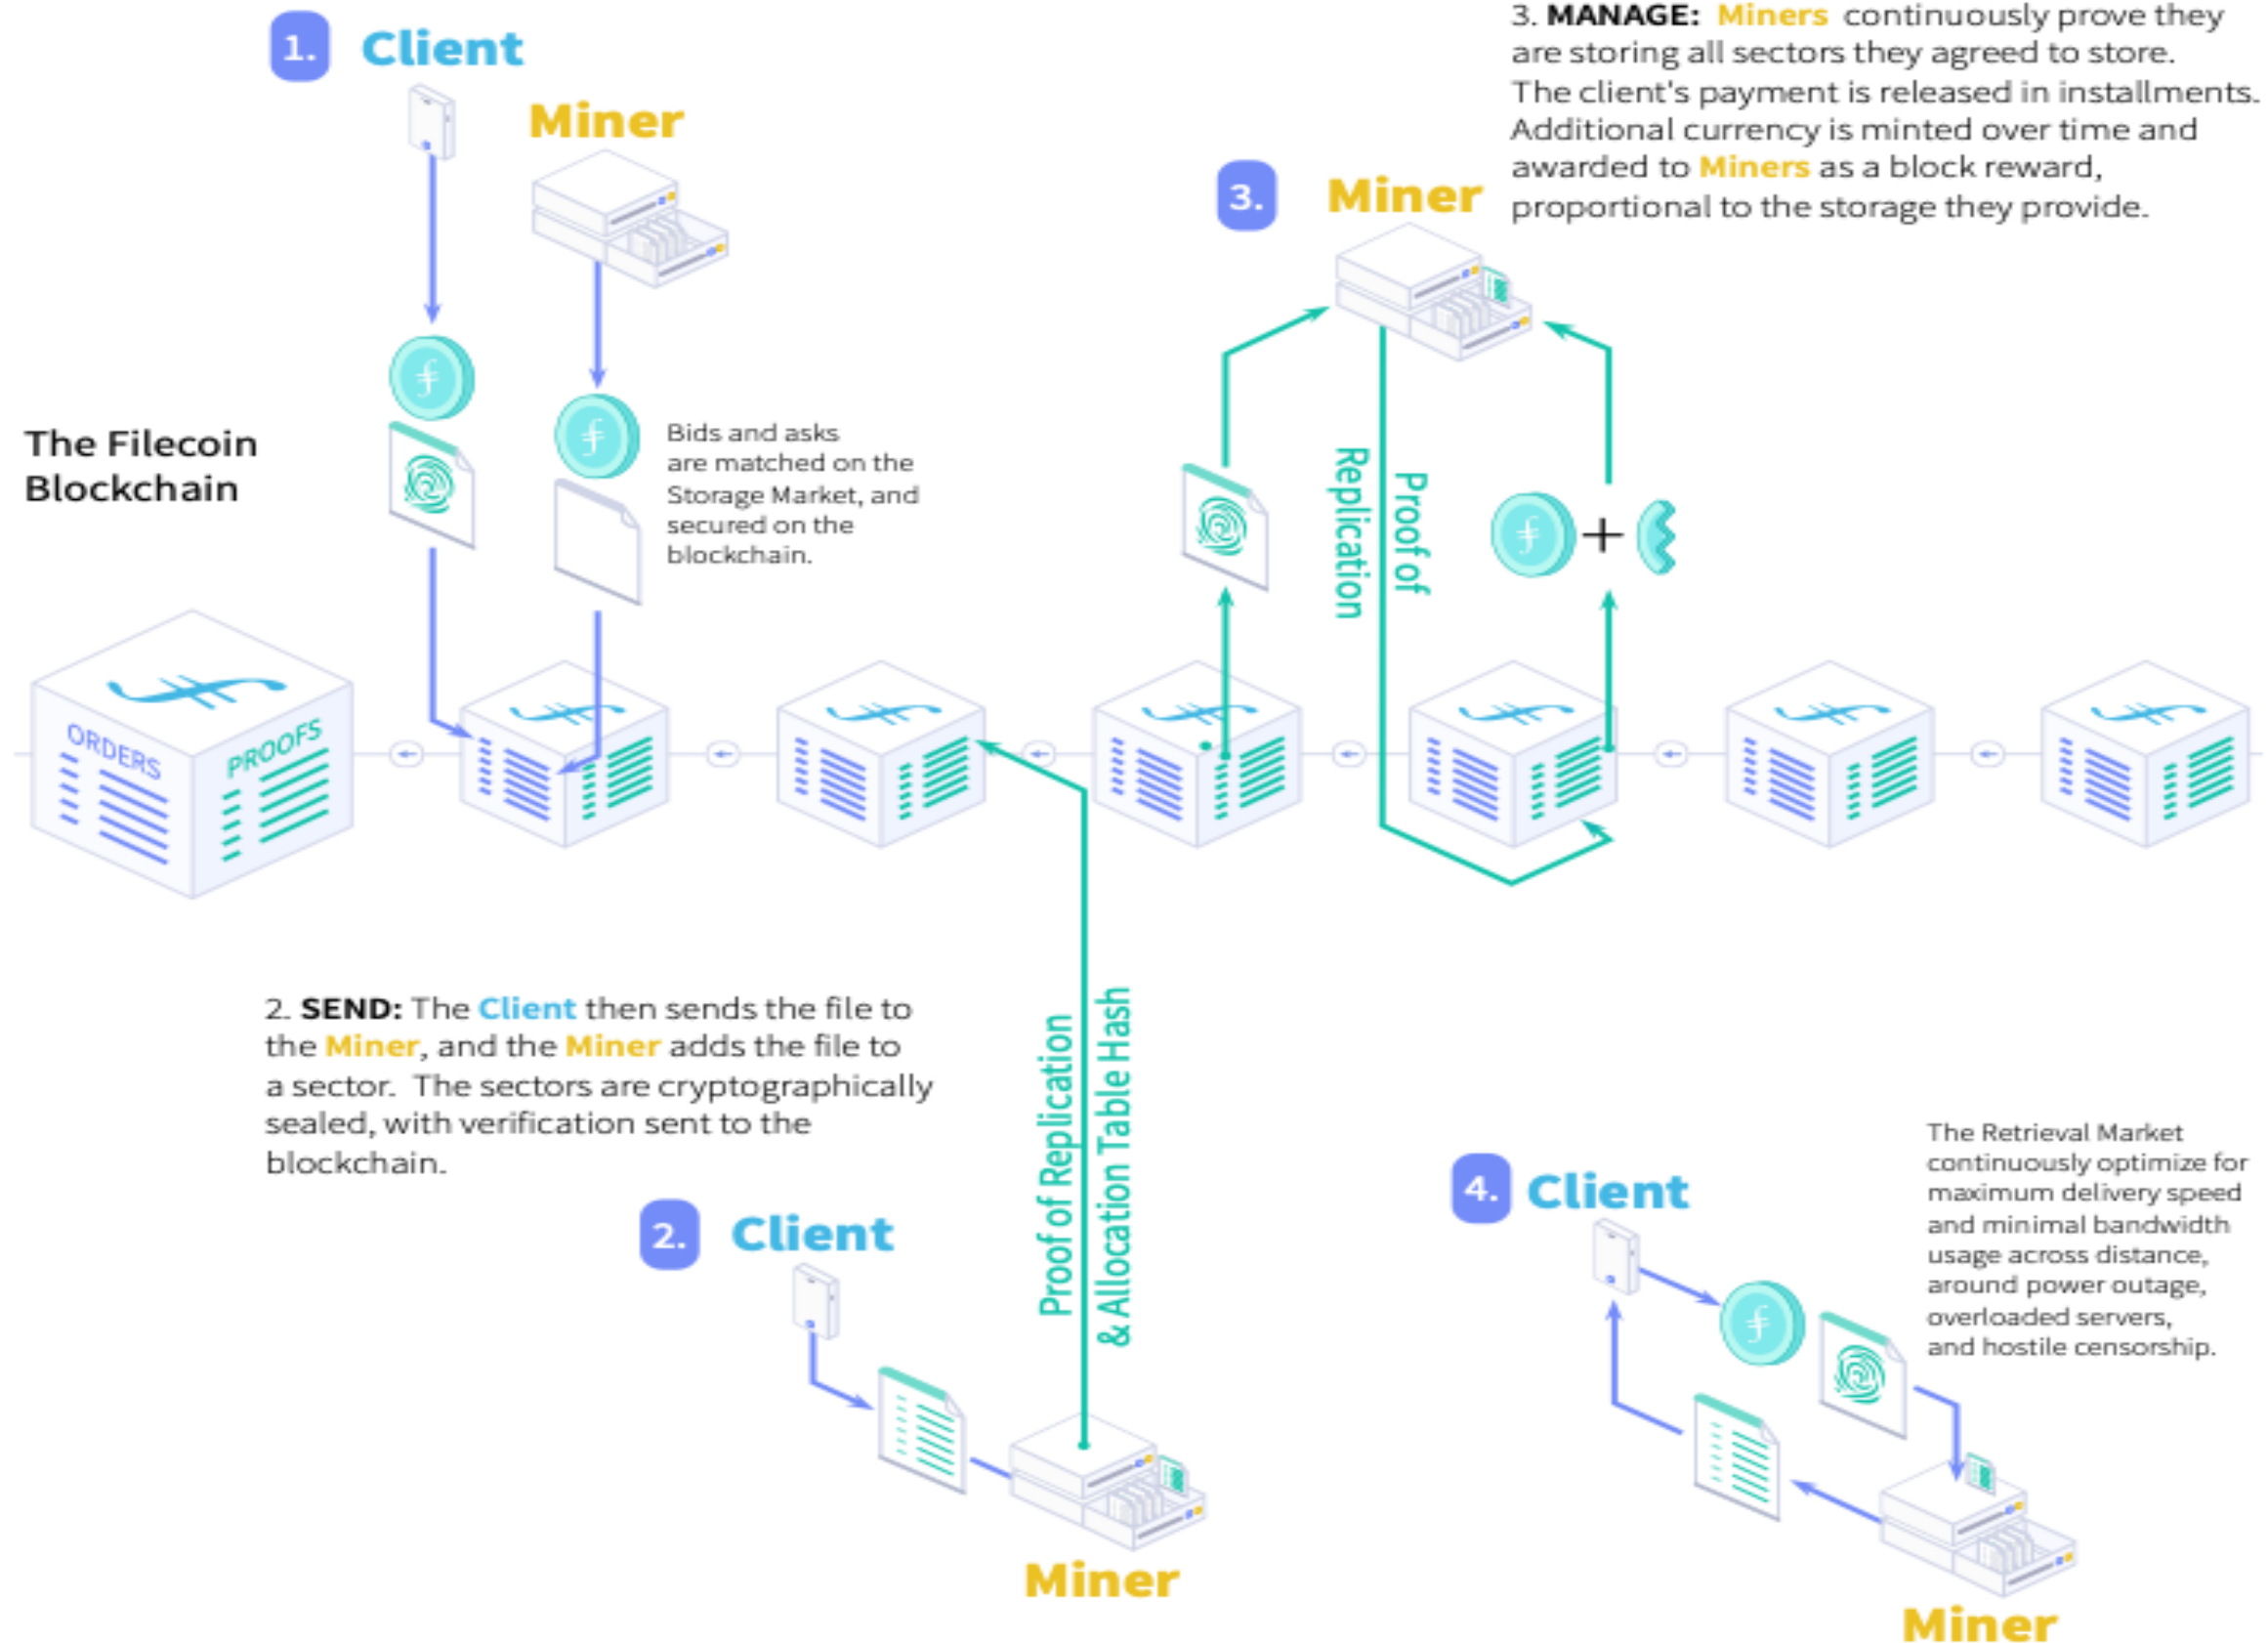 1. Client
Miner
3. MANAGE: Miners continuously prove they
are storing all sectors they agreed to store.
The client's payment is released in installments.
Additional currency is minted over time and
awarded to Miners as a block reward,
proportional to the storage they provide.
3. Miner
The Filecoin
Blockchain
Bids and asks
are matched on the
Storage Market, and
secured on the
blockchain.
Proof of
Replication
ORDERS
PROOFS
2. SEND: The Client then sends the file to
the Miner, and the Miner adds the file to
a sector. The sectors are cryptographically
sealed, with verification sent to the
blockchain.
Proof of Replication
& Allocation Table Hash
2. Client
Miner
4. Client
The Retrieval Market
continuously optimize for
maximum delivery speed
and minimal bandwidth
usage across distance,
around power outage,
overloaded servers,
and hostile censorship.
Miner